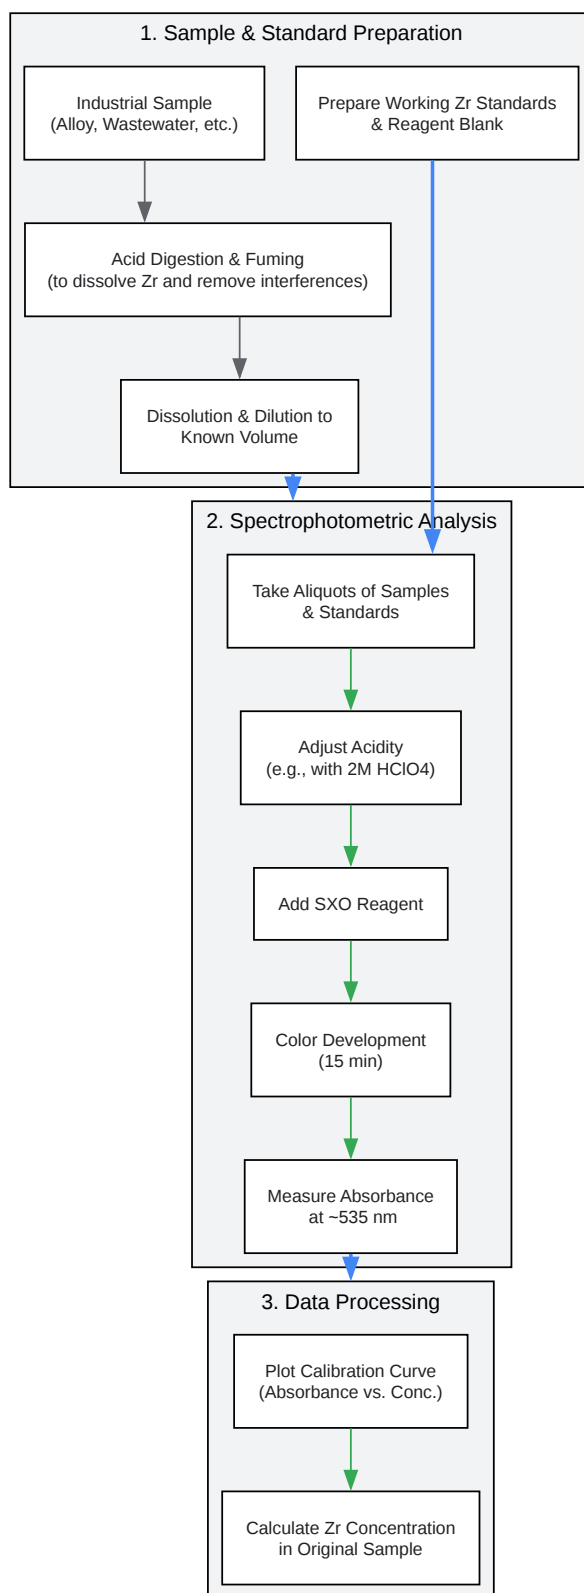 1. Sample & Standard Preparation
Industrial Sample
(Alloy, Wastewater, etc.)
Prepare Working Zr Standards
& Reagent Blank
Acid Digestion & Fuming
(to dissolve Zr and remove interferences)
Dissolution & Dilution to
Known Volume
2. Spectrophotometric Analysis
Take Aliquots of Samples
& Standards
Adjust Acidity
(e.g., with 2M HClO4)
Add SXO Reagent
Color Development
(15 min)
Measure Absorbance
at ~535 nm
3. Data Processing
Plot Calibration Curve
(Absorbance vs. Conc.)
Calculate Zr Concentration
in Original Sample